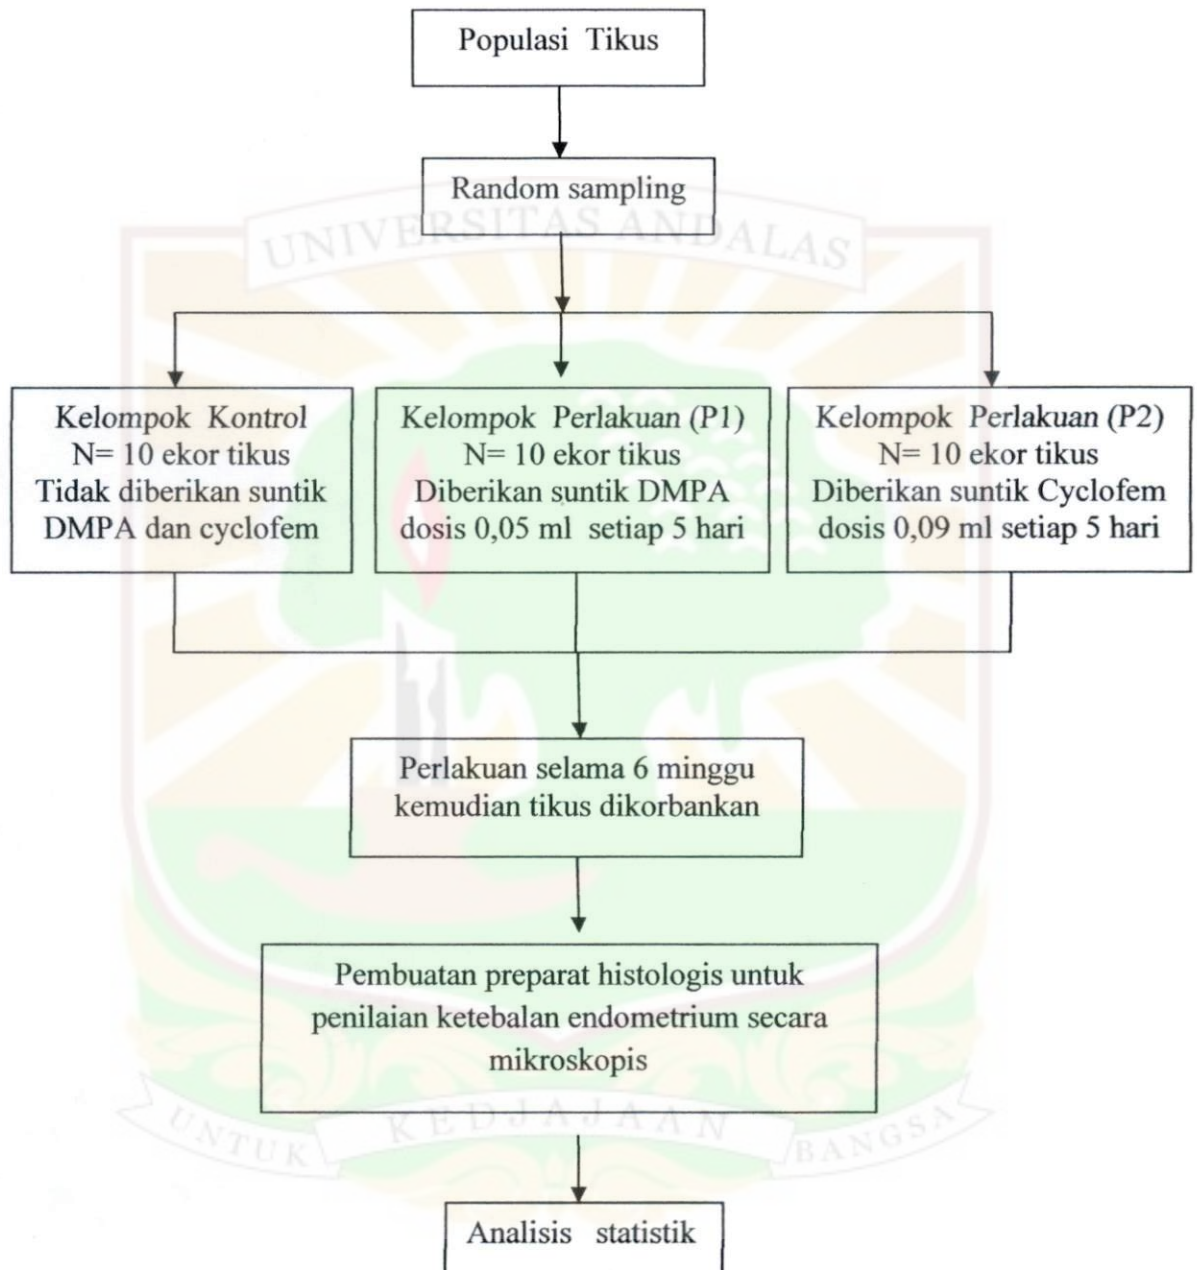 Populasi Tikus
Random sampling
UNIVERSITAS ANDALAS
Kelompok Kontrol
N= 10 ekor tikus
Tidak diberikan suntik
DMPA dan cyclofem
Kelompok Perlakuan (P1)
N= 10 ekor tikus
Diberikan suntik DMPA
dosis 0,05 ml setiap 5 hari
Kelompok Perlakuan (P2)
N= 10 ekor tikus
Diberikan suntik Cyclofem
dosis 0,09 ml setiap 5 hari
Perlakuan selama 6 minggu
kemudian tikus dikorbankan
Pembuatan preparat histologis untuk
penilaian ketebalan endometrium secara
mikroskopis
UNTUK KEDJAJAAN BANGSA
Analisis statistik